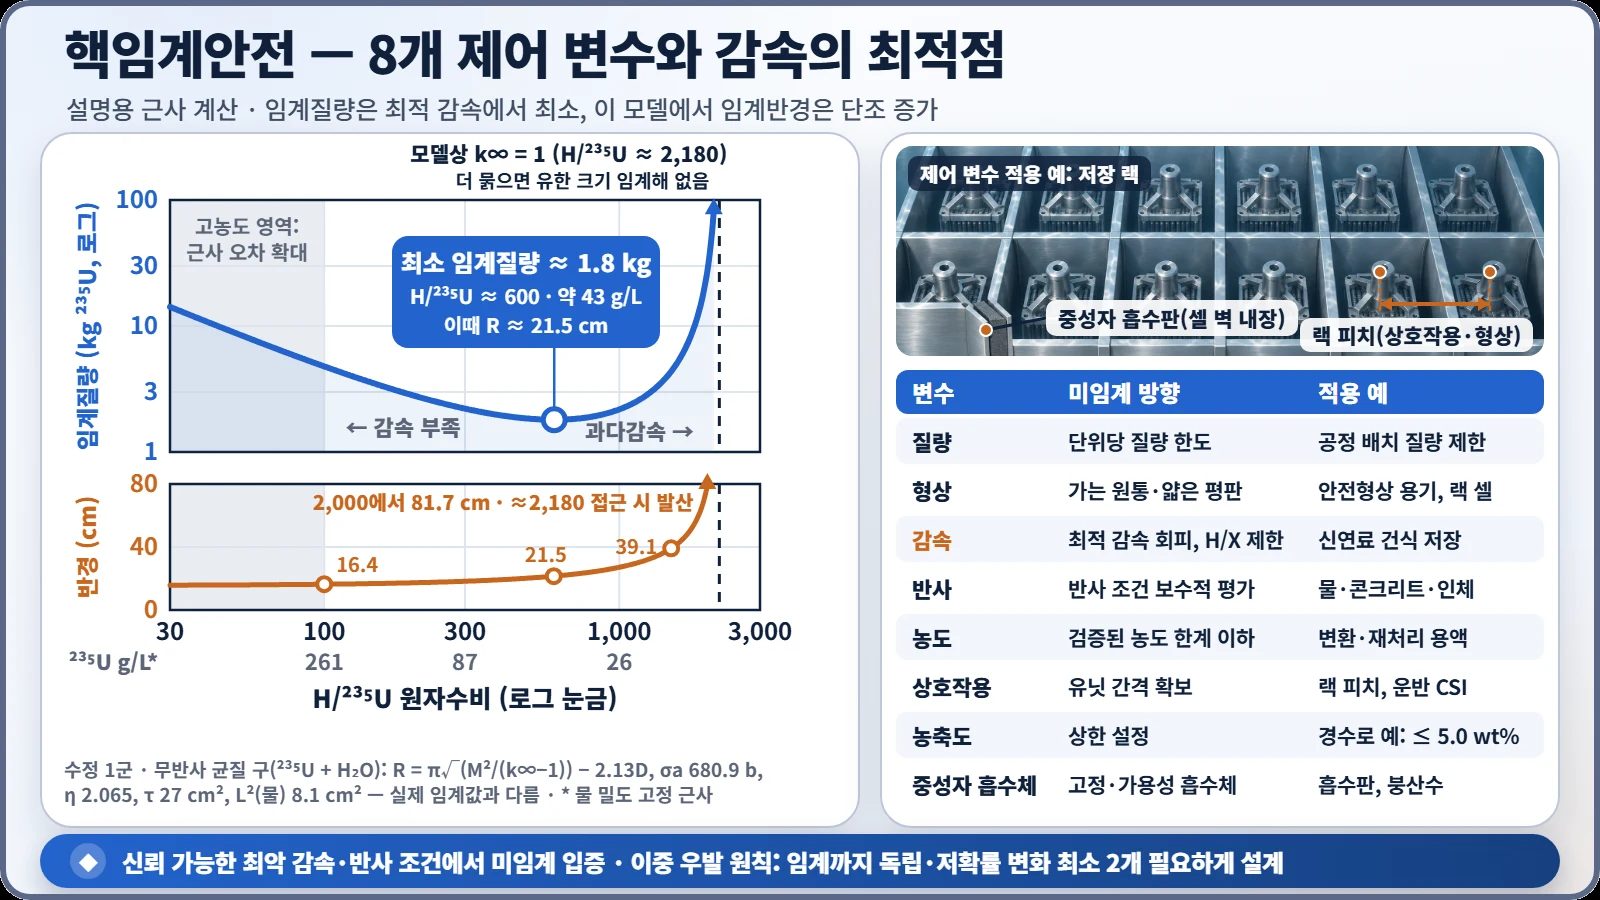 핵임계안전 — 8개 제어 변수와 감속의 최적점
설명용 근사 계산 · 임계질량은 최적 감속에서 최소, 이 모델에서 임계반경은 단조 증가
모델상 k∞ = 1 (H/²³⁵U ≈ 2,180)
더 묽으면 유한 크기 임계해 없음
임계질량 (kg ²³⁵U, 로그)
100
30
10
3
1
고농도 영역:
근사 오차 확대
최소 임계질량 ≈ 1.8 kg
H/²³⁵U ≈ 600 · 약 43 g/L
이때 R ≈ 21.5 cm
← 감속 부족
과다감속 →
반경 (cm)
80
40
0
2,000에서 81.7 cm · ≈2,180 접근 시 발산
16.4
21.5
39.1
30
100
300
1,000
3,000
²³⁵U g/L*
261
87
26
H/²³⁵U 원자수비 (로그 눈금)
수정 1군 · 무반사 균질 구(²³⁵U + H₂O): R = π√(M²/(k∞−1)) − 2.13D, σa 680.9 b,
η 2.065, τ 27 cm², L²(물) 8.1 cm² — 실제 임계값과 다름 · * 물 밀도 고정 근사
제어 변수 적용 예: 저장 랙
중성자 흡수판(셀 벽 내장)
랙 피치(상호작용·형상)
변수 미임계 방향 적용 예
질량 단위당 질량 한도 공정 배치 질량 제한
형상 가는 원통·얇은 평판 안전형상 용기, 랙 셀
감속 최적 감속 회피, H/X 제한 신연료 건식 저장
반사 반사 조건 보수적 평가 물·콘크리트·인체
농도 검증된 농도 한계 이하 변환·재처리 용액
상호작용 유닛 간격 확보 랙 피치, 운반 CSI
농축도 상한 설정 경수로 예: ≤ 5.0 wt%
중성자 흡수체 고정·가용성 흡수체 흡수판, 붕산수
신뢰 가능한 최악 감속·반사 조건에서 미임계 입증 · 이중 우발 원칙: 임계까지 독립·저확률 변화 최소 2개 필요하게 설계